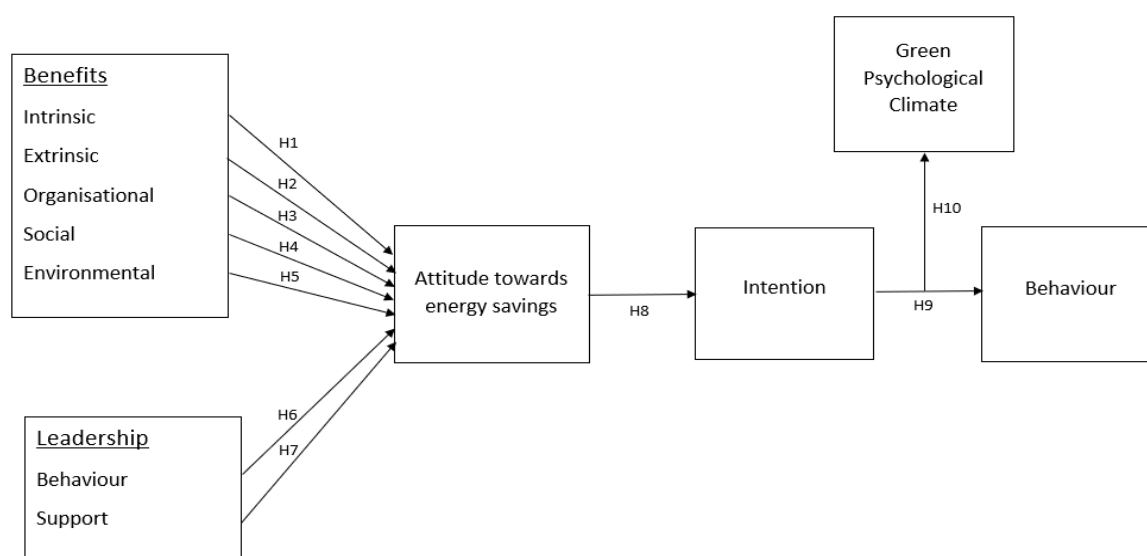 Benefits
Intrinsic
Extrinsic
Organisational
Social
Environmental
H1
H2
H3
H4
H5
Leadership
Behaviour
Support
H6
H7
Attitude towards
energy savings
H8
Intention
H9
H10
Green
Psychological
Climate
Behaviour